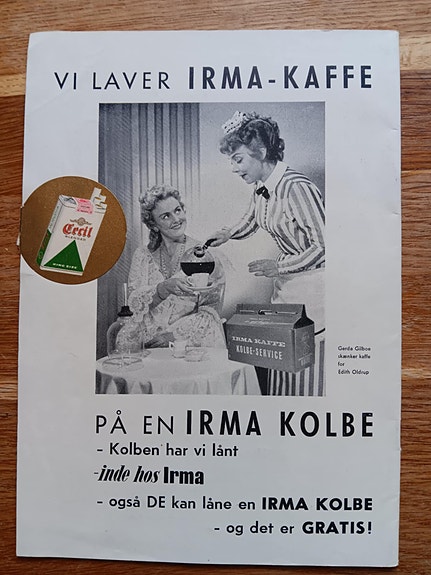 VI LAVER IRMA-KAFFE
Cecil
KING SIZE
IRMA KAFFE
KOLBE-SERVICE
Gerda Gilboe
skænker kaffe
for
Edith Oldrup
PÅ EN IRMA KOLBE
- Kolben har vi lånt
-inde hos Irma
- også DE kan låne en IRMA KOLBE
- og det er GRATIS!